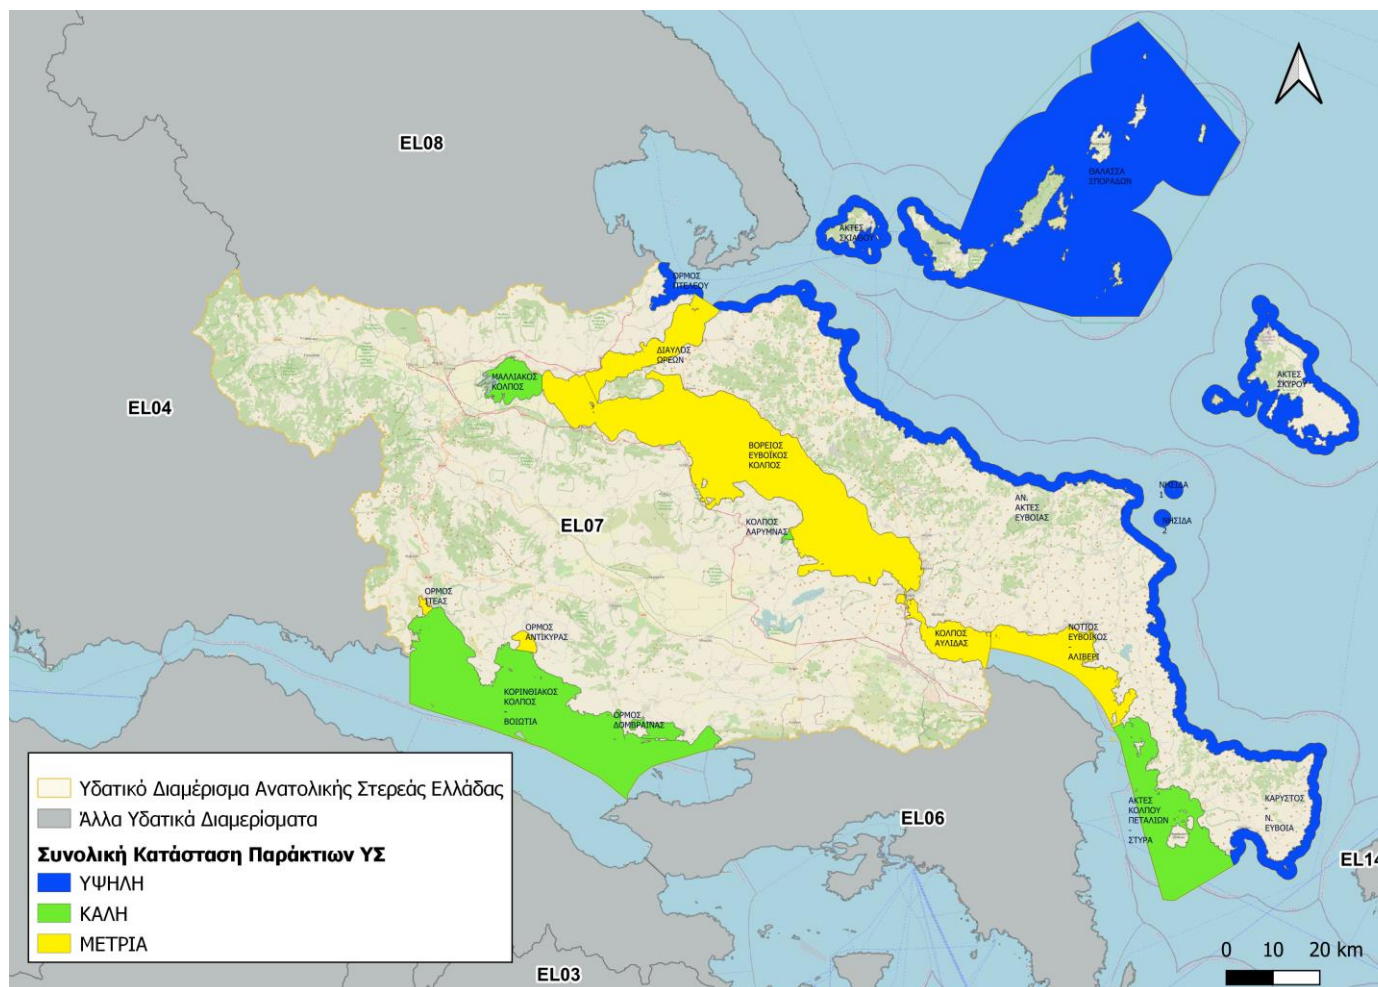 EL08
ΘΑΛΑΣΣΑ
ΣΠΟΡΑΔΩΝ
ΑΚΤΕΣ
ΣΚΙΑΘΟΥ
ΟΡΜΟΣ
ΠΤΕΛΕΟΥ
ΔΙΑΥΛΟΣ
ΩΡΕΩΝ
ΜΑΛΛΙΑΚΟΣ
ΚΟΛΠΟΣ
ΑΚΤΕΣ
ΣΚΥΡΟΥ
EL04
ΒΟΡΕΙΟΣ
ΕΥΒΟΪΚΟΣ
ΚΟΛΠΟΣ
ΝΗΣΙΔΑ
1
ΑΝ.
ΑΚΤΕΣ
ΕΥΒΟΙΑΣ
ΝΗΣΙΔΑ
2
EL07
ΚΟΛΠΟΣ
ΛΑΡΥΜΝΑΣ
ΟΡΜΟΣ
ΙΤΕΑΣ
ΟΡΜΟΣ
ΑΝΤΙΚΥΡΑΣ
ΚΟΛΠΟΣ
ΑΥΛΙΔΑΣ
ΝΟΤΙΟΣ
ΕΥΒΟΪΚΟΣ
-
ΑΛΙΒΕΡΙ
ΚΟΡΙΝΘΙΑΚΟΣ
ΚΟΛΠΟΣ
-
ΒΟΙΩΤΙΑ
ΟΡΜΟΣ
ΔΟΜΒΡΑΙΝΑΣ
ΑΚΤΕΣ
ΚΟΛΠΟΥ
ΠΕΤΑΛΙΩΝ
-
ΣΤΥΡΑ
ΚΑΡΥΣΤΟΣ
-
Ν.
ΕΥΒΟΙΑ
EL06
EL14
EL03
Υδατικό Διαμέρισμα Ανατολικής Στερεάς Ελλάδας
Άλλα Υδατικά Διαμερίσματα
Συνολική Κατάσταση Παράκτιων ΥΣ
ΥΨΗΛΗ
ΚΑΛΗ
ΜΕΤΡΙΑ
0 10 20 km